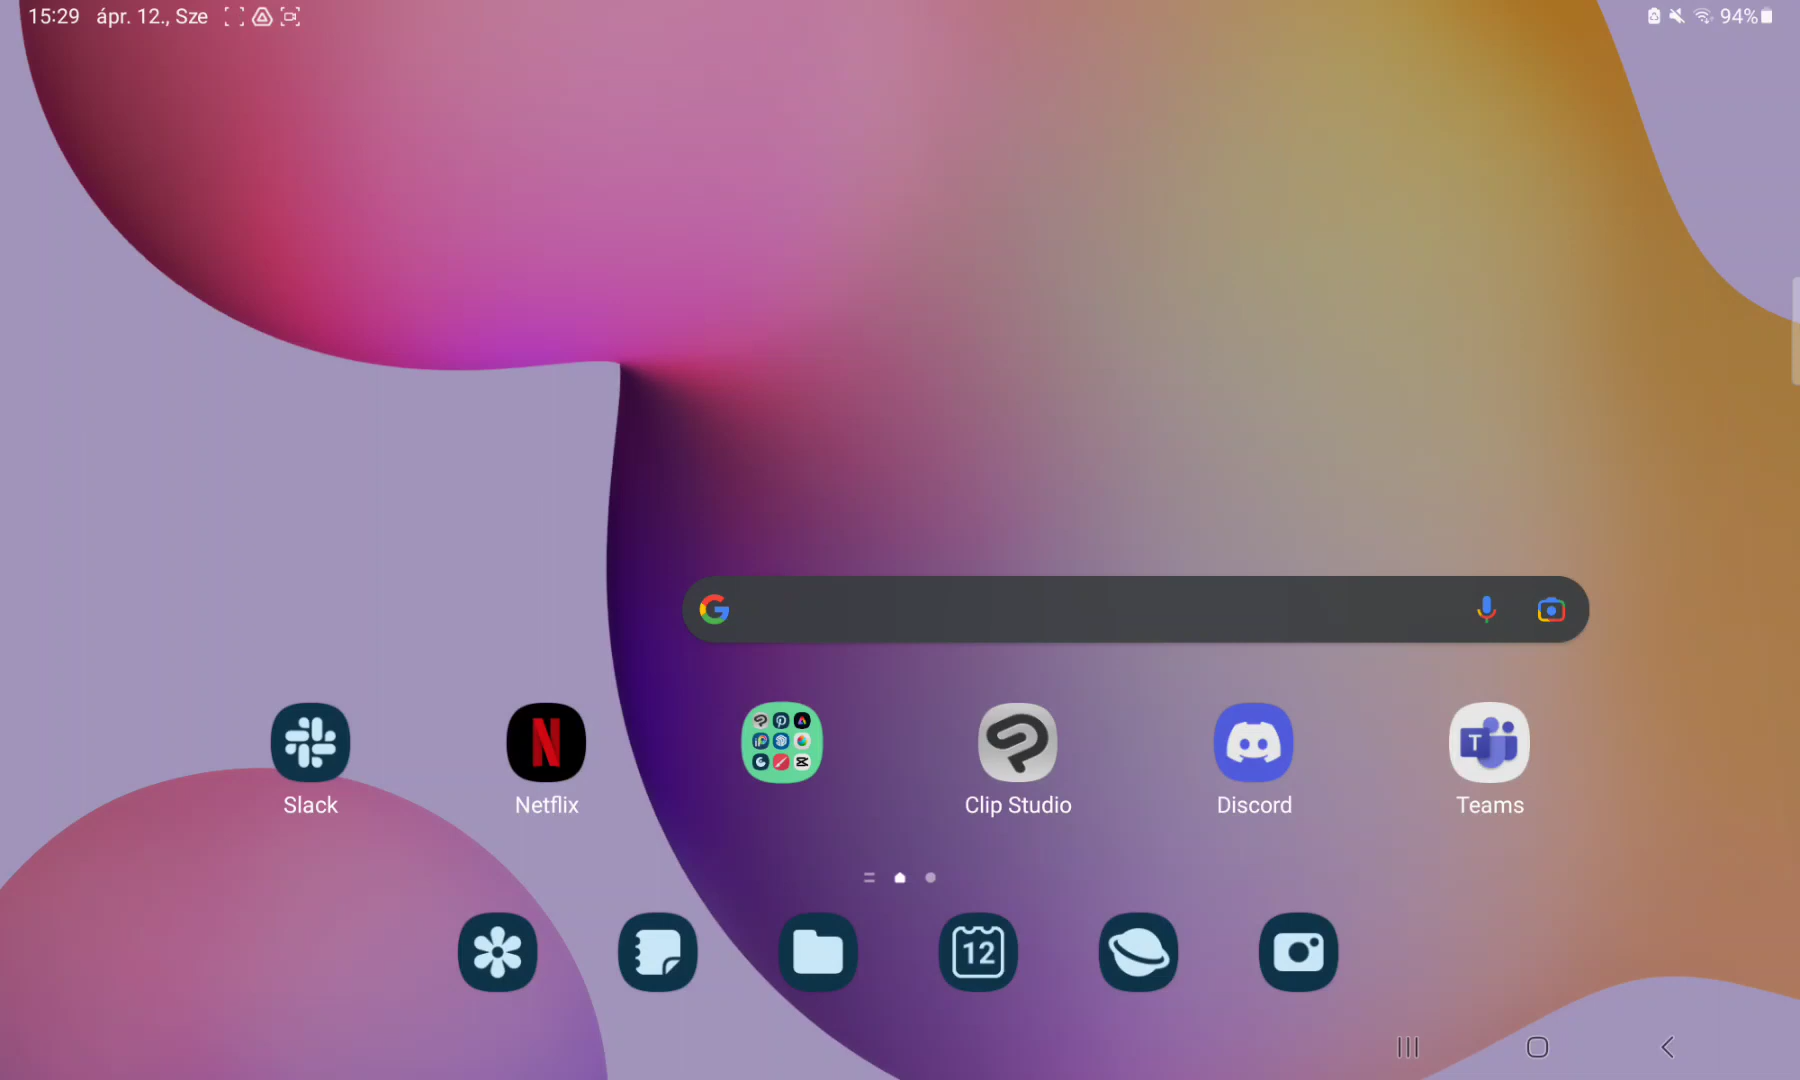 15:29 ápr. 12., Sze
94%
Slack
Netflix
Clip Studio
T
Discord
Teams
12